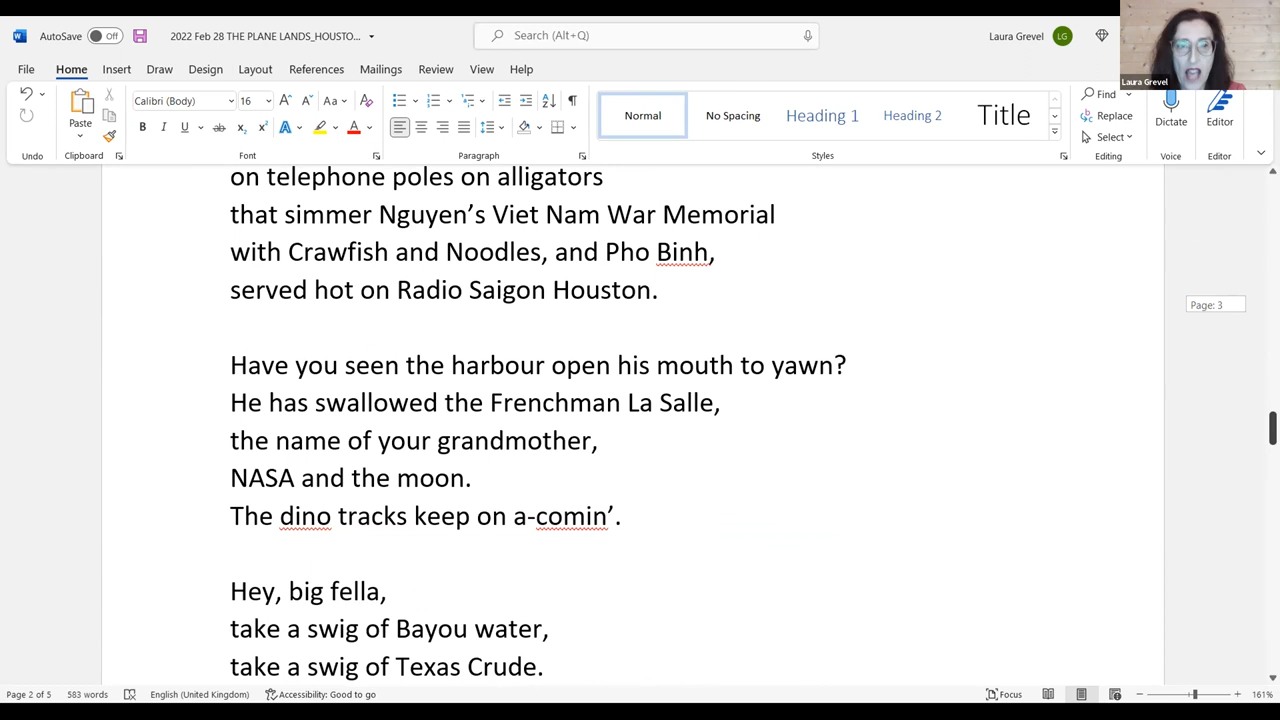 AutoSave Off 2022 Feb 28 THE PLANE LANDS_HOUSTO... Search (Alt+Q) Laura Grevel LG
File Home Insert Draw Design Layout References Mailings Review View Help
Laura Grevel
Calibri (Body) 16 Aa Find
Paste Normal No Spacing Heading 1 Heading 2 Title Replace Dictate Editor
B I U ab x2 x2 A A Select
Undo Clipboard Font Paragraph Styles Editing Voice Editor
on telephone poles on alligators
that simmer Nguyen’s Viet Nam War Memorial
with Crawfish and Noodles, and Pho Binh,
served hot on Radio Saigon Houston.
Page: 3
Have you seen the harbour open his mouth to yawn?
He has swallowed the Frenchman La Salle,
the name of your grandmother,
NASA and the moon.
The dino tracks keep on a-comin’.
Hey, big fella,
take a swig of Bayou water,
take a swig of Texas Crude.
Page 2 of 5 583 words English (United Kingdom) Accessibility: Good to go Focus 161%